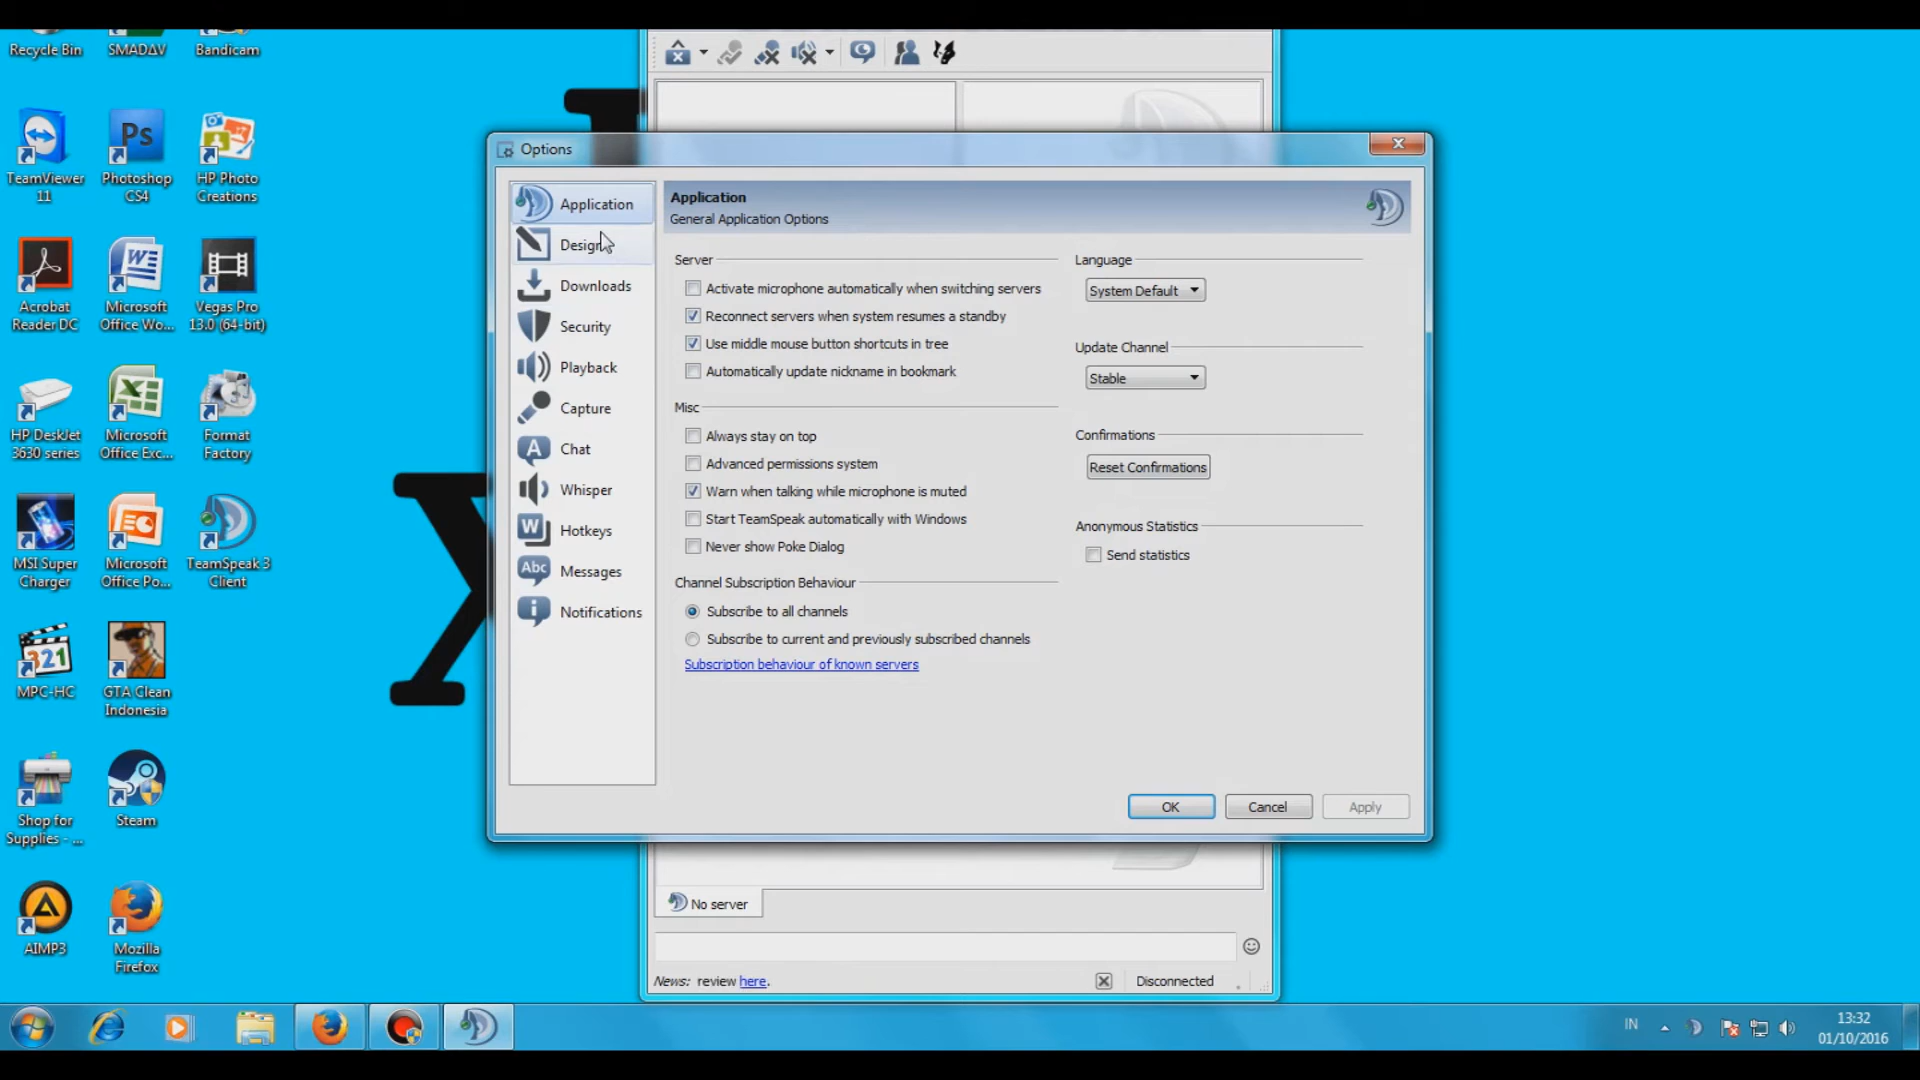 Recycle Bin
SMADAV
Bandicam
TeamViewer
11
Ps
Photoshop
CS4
HP Photo
Creations
Acrobat
Reader DC
Microsoft
Office Wo...
Vegas Pro
13.0 (64-bit)
HP DeskJet
3630 series
Microsoft
Office Exc...
Format
Factory
MSI Super
Charger
Microsoft
Office Po...
TeamSpeak 3
Client
321
MPC-HC
GTA Clean
Indonesia
Shop for
Supplies - ...
Steam
AIMP3
Mozilla
Firefox
Options
Application
Design
Downloads
Security
Playback
Capture
Chat
Whisper
Hotkeys
Messages
Notifications
Application
General Application Options
Server
Activate microphone automatically when switching servers
Reconnect servers when system resumes a standby
Use middle mouse button shortcuts in tree
Automatically update nickname in bookmark
Misc
Always stay on top
Advanced permissions system
Warn when talking while microphone is muted
Start TeamSpeak automatically with Windows
Never show Poke Dialog
Channel Subscription Behaviour
Subscribe to all channels
Subscribe to current and previously subscribed channels
Subscription behaviour of known servers
Language
System Default
Update Channel
Stable
Confirmations
Reset Confirmations
Anonymous Statistics
Send statistics
OK
Cancel
Apply
No server
News: review here.
Disconnected
IN
13:32
01/10/2016